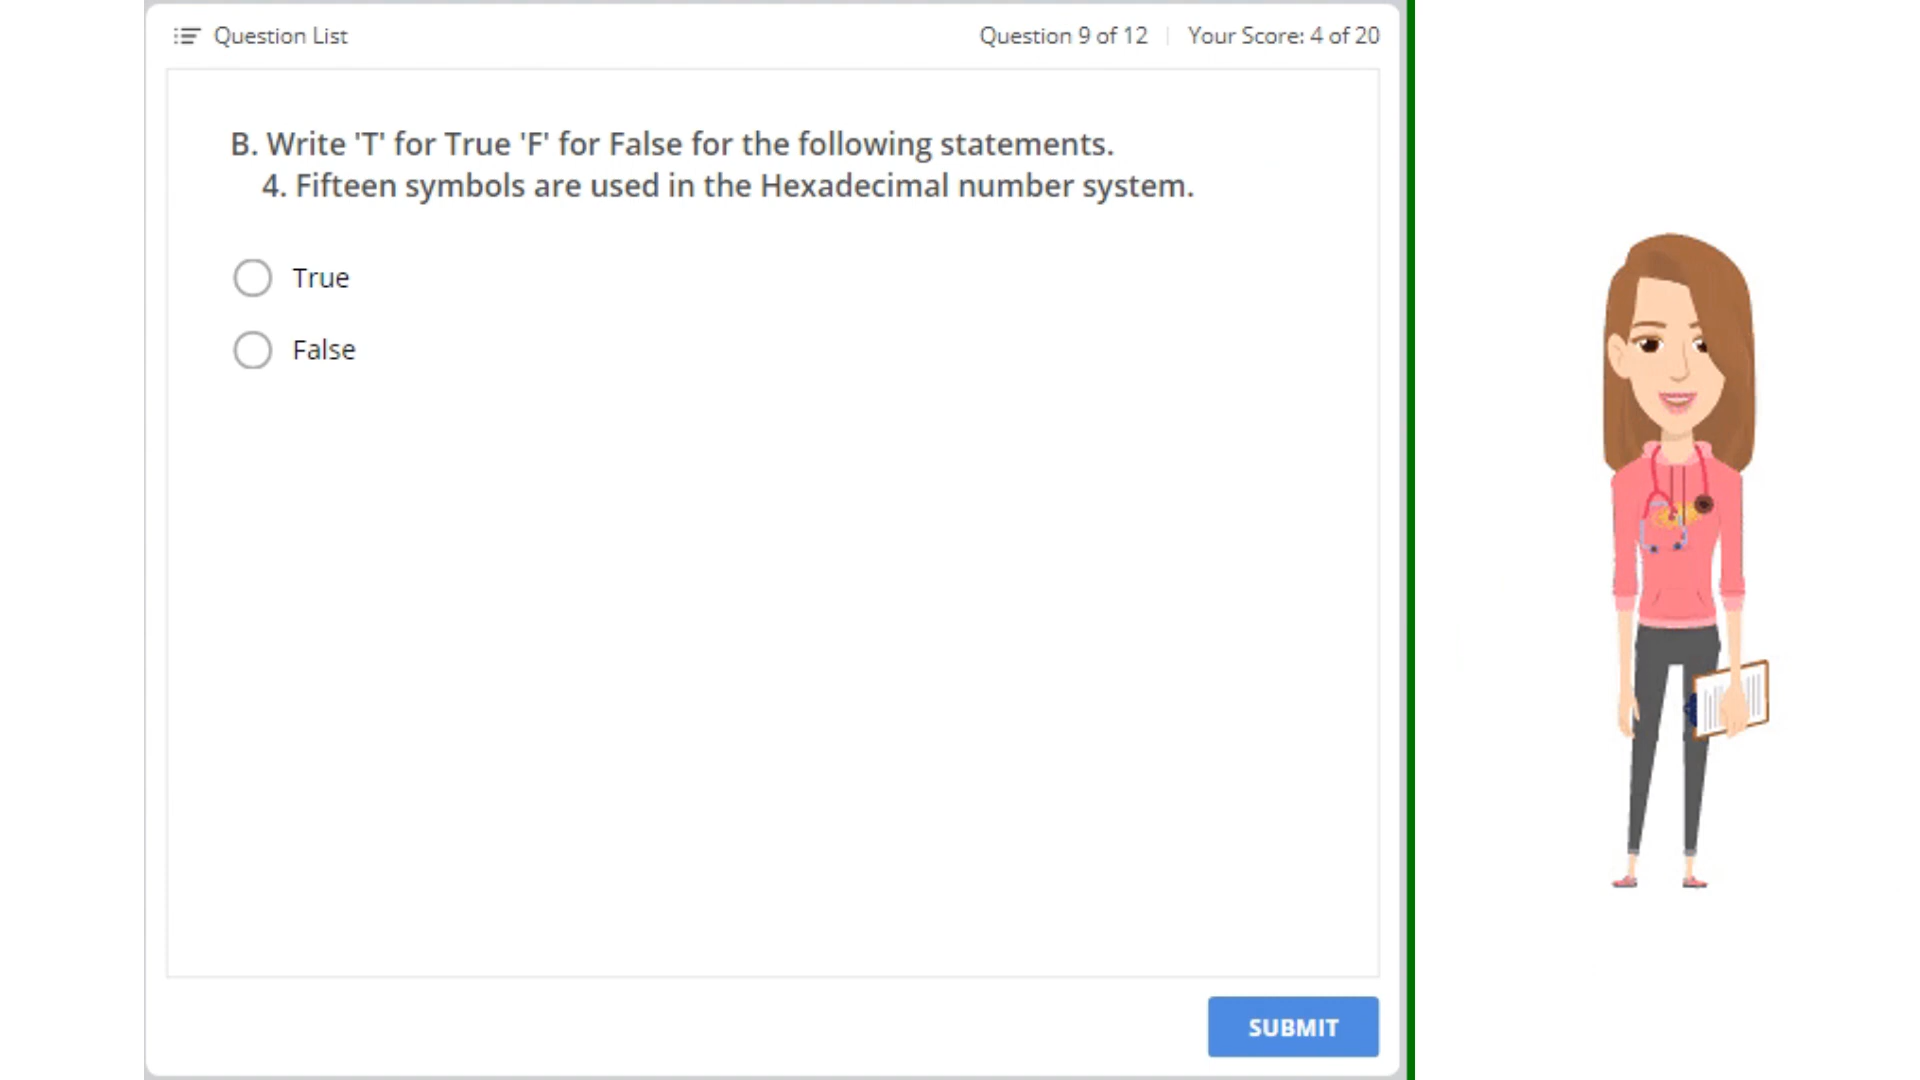 Question List
Question 9 of 12
Your Score: 4 of 20
B. Write 'T' for True 'F' for False for the following statements.
4. Fifteen symbols are used in the Hexadecimal number system.
True
False
SUBMIT